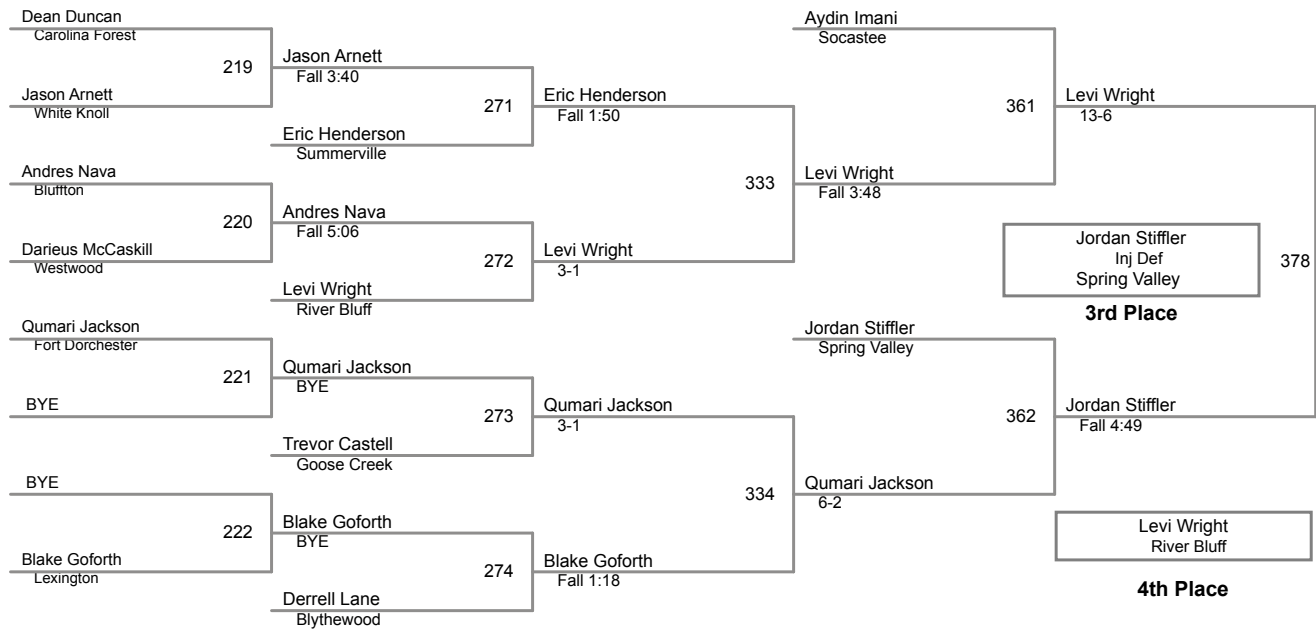 Dean Duncan
Carolina Forest
219
Jason Arnett
White Knoll
Andres Nava
Bluffton
220
Darieus McCaskill
Westwood
Qumari Jackson
Fort Dorchester
221
BYE
BYE
222
Blake Goforth
Lexington
Jason Arnett
Fall 3:40
271
Eric Henderson
Summerville
Andres Nava
Fall 5:06
272
Levi Wright
River Bluff
Qumari Jackson
BYE
273
Trevor Castell
Goose Creek
Blake Goforth
BYE
274
Derrell Lane
Blythewood
Eric Henderson
Fall 1:50
333
Levi Wright
3-1
Qumari Jackson
3-1
334
Blake Goforth
Fall 1:18
Aydin Imani
Socastee
361
Levi Wright
Fall 3:48
Jordan Stiffler
Spring Valley
362
Qumari Jackson
6-2
Levi Wright
13-6
378
Jordan Stiffler
Fall 4:49
Jordan Stiffler
Inj Def
Spring Valley
3rd Place
Levi Wright
River Bluff
4th Place